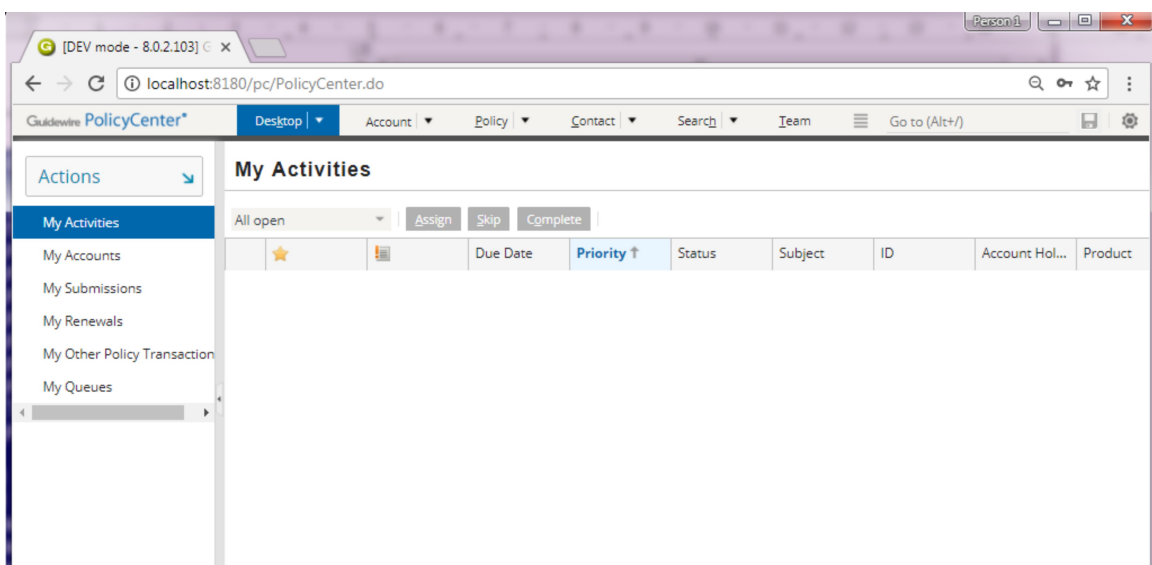 Person 1
[DEV mode - 8.0.2.103] G
localhost:8180/pc/PolicyCenter.do
Guidewire PolicyCenter* Desktop Account Policy Contact Search Team Go to (Alt+/)
Actions
My Activities
My Accounts
My Submissions
My Renewals
My Other Policy Transaction
My Queues
My Activities
All open Assign Skip Complete
Due Date Priority ↑ Status Subject ID Account Hol... Product